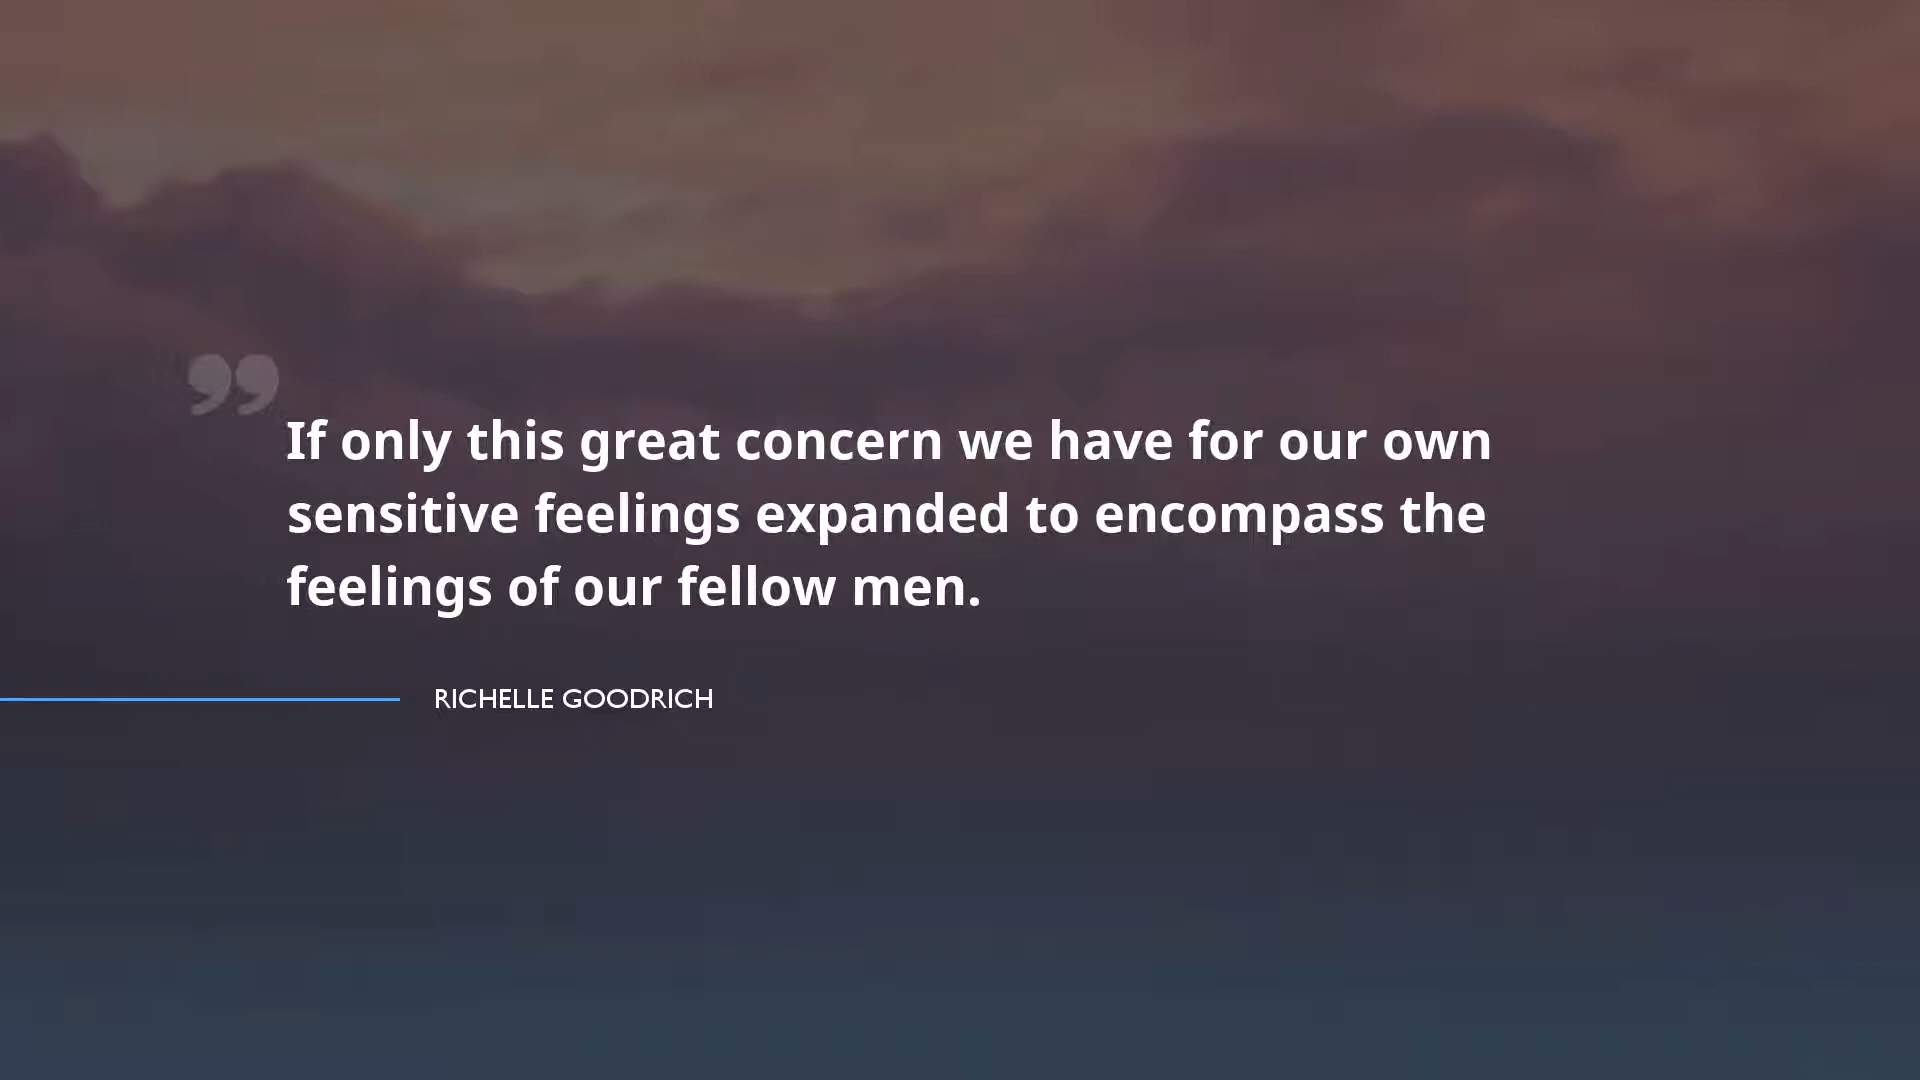 ”
If only this great concern we have for our own
sensitive feelings expanded to encompass the
feelings of our fellow men.
RICHELLE GOODRICH